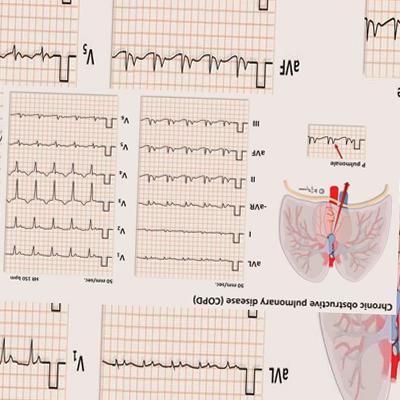 aVL
V1
Chronic obstructive pulmonary disease (COPD)
50 mm/sec.
50 mm/sec.
HR 150 bpm
aVL
I
-aVR
II
aVF
III
V1
V2
V3
V4
V5
V6
P pulmonale
aVF
V5